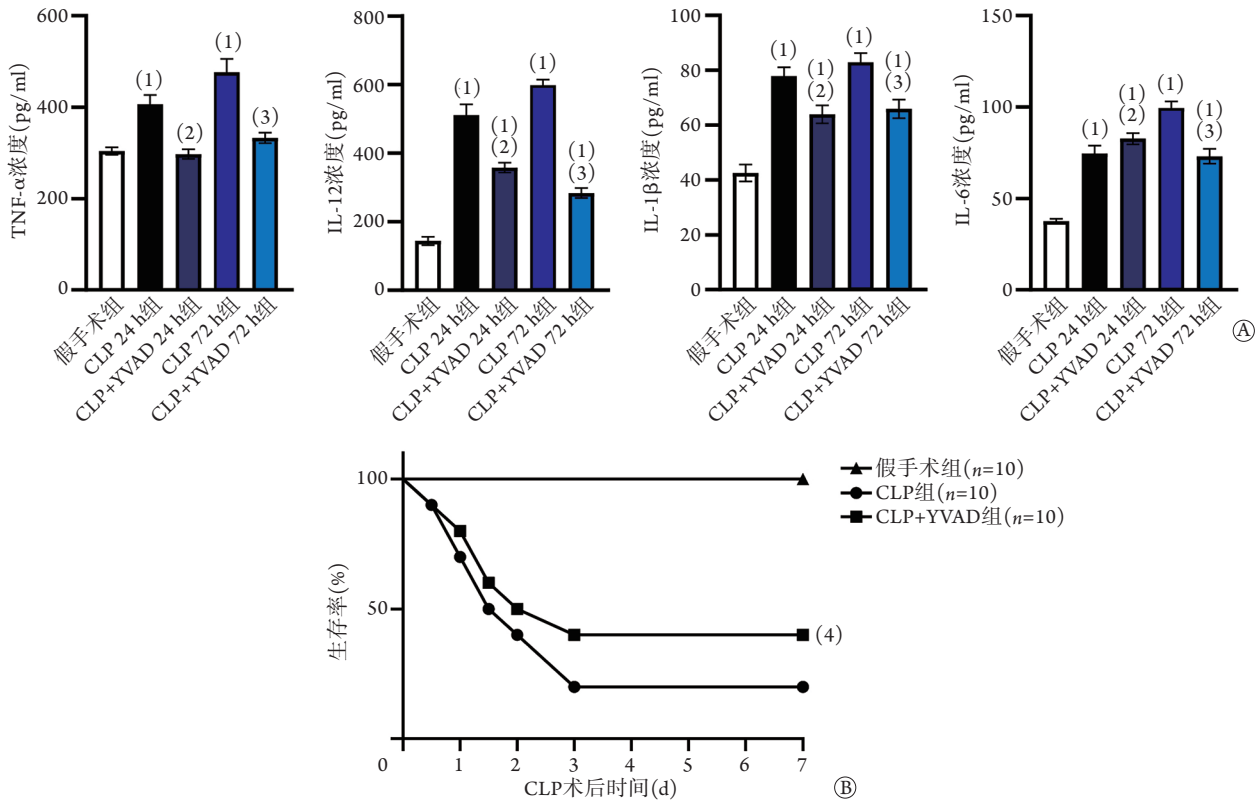 TNF-α浓度(pg/ml)
600
400
200
0
(1)
(2)
(1)
(3)
假手术组
CLP 24 h组
CLP+YVAD 24 h组
CLP 72 h组
CLP+YVAD 72 h组
IL-12浓度(pg/ml)
800
600
400
200
0
(1)
(1)
(2)
(1)
(1)
(3)
假手术组
CLP 24 h组
CLP+YVAD 24 h组
CLP 72 h组
CLP+YVAD 72 h组
IL-1β浓度(pg/ml)
100
80
60
40
20
0
(1)
(1)
(2)
(1)
(1)
(3)
假手术组
CLP 24 h组
CLP+YVAD 24 h组
CLP 72 h组
CLP+YVAD 72 h组
IL-6浓度(pg/ml)
150
100
50
0
(1)
(1)
(2)
(1)
(1)
(3)
假手术组
CLP 24 h组
CLP+YVAD 24 h组
CLP 72 h组
CLP+YVAD 72 h组
Ⓐ
生存率(%)
100
50
0 1 2 3 4 5 6 7
CLP术后时间(d)
(4)
假手术组(n=10)
CLP组(n=10)
CLP+YVAD组(n=10)
Ⓑ